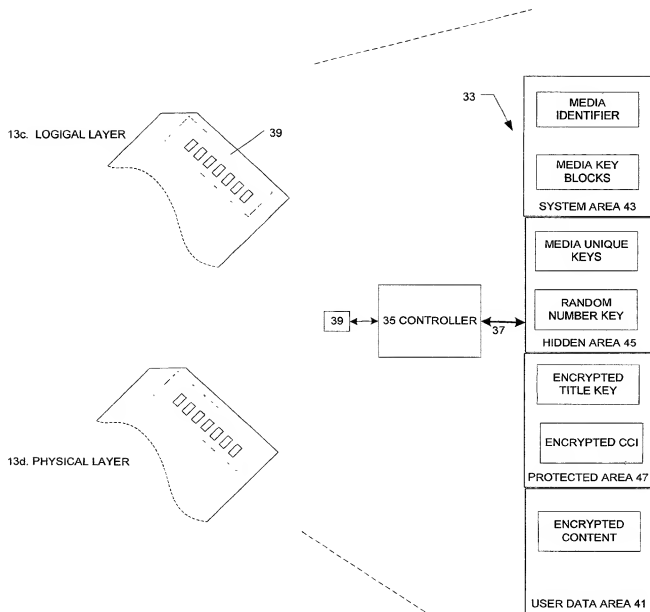 13c. LOGIGAL LAYER
39
33
MEDIA
IDENTIFIER
MEDIA KEY
BLOCKS
SYSTEM AREA 43
MEDIA UNIQUE
KEYS
RANDOM
NUMBER KEY
HIDDEN AREA 45
39
35 CONTROLLER
37
ENCRYPTED
TITLE KEY
ENCRYPTED CCI
PROTECTED AREA 47
13d. PHYSICAL LAYER
ENCRYPTED
CONTENT
USER DATA AREA 41